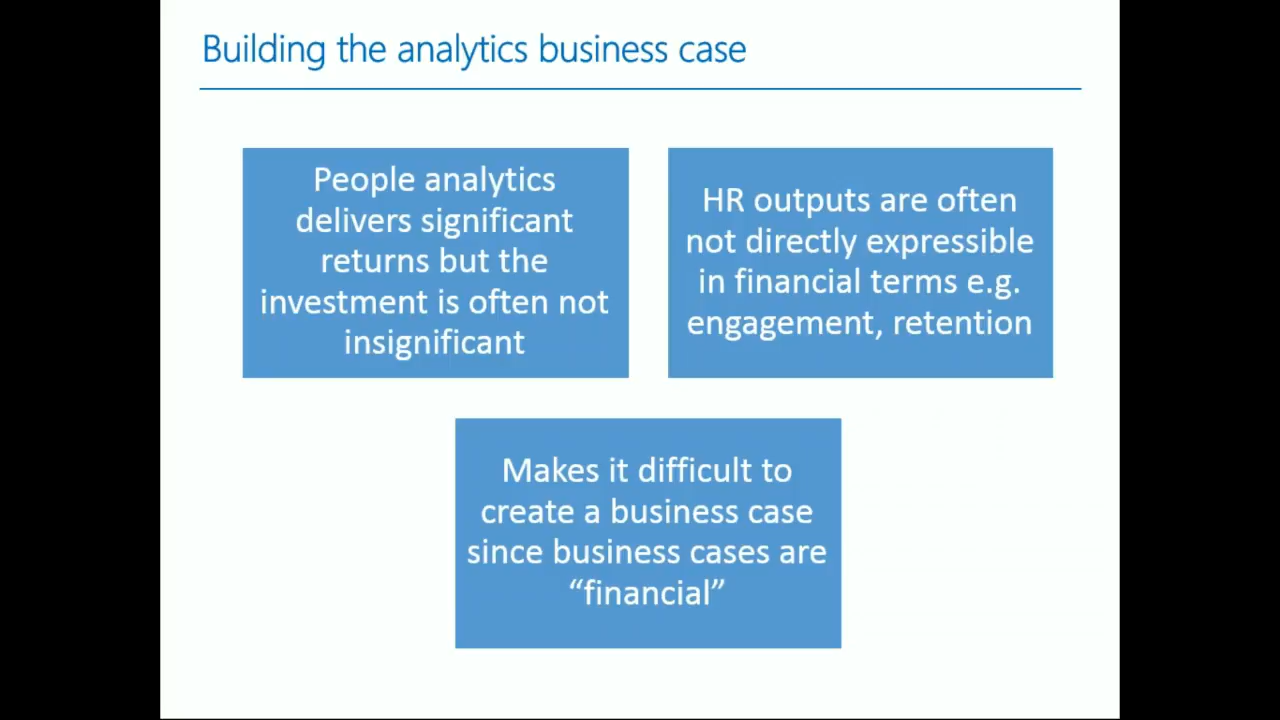 Building the analytics business case
People analytics
delivers significant
returns but the
investment is often not
insignificant
HR outputs are often
not directly expressible
in financial terms e.g.
engagement, retention
Makes it difficult to
create a business case
since business cases are
“financial”